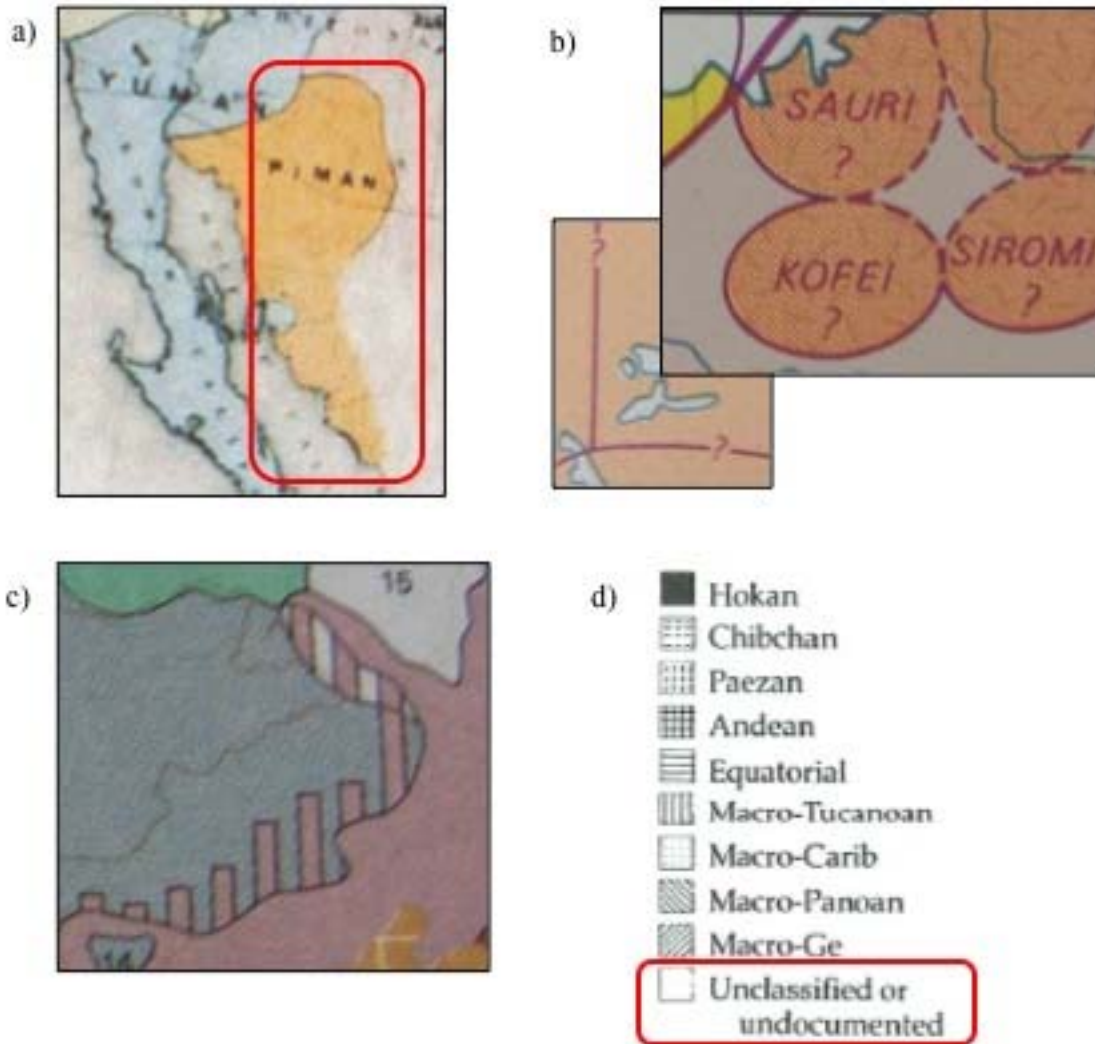 a)
YUMAN
PIMAN
b)
SAURI
?
KOFEI
?
SIROMI
?
?
?
c)
15
14
d)
Hokan
Chibchan
Paezan
Andean
Equatorial
Macro-Tucanoan
Macro-Carib
Macro-Panoan
Macro-Ge
Unclassified or
undocumented